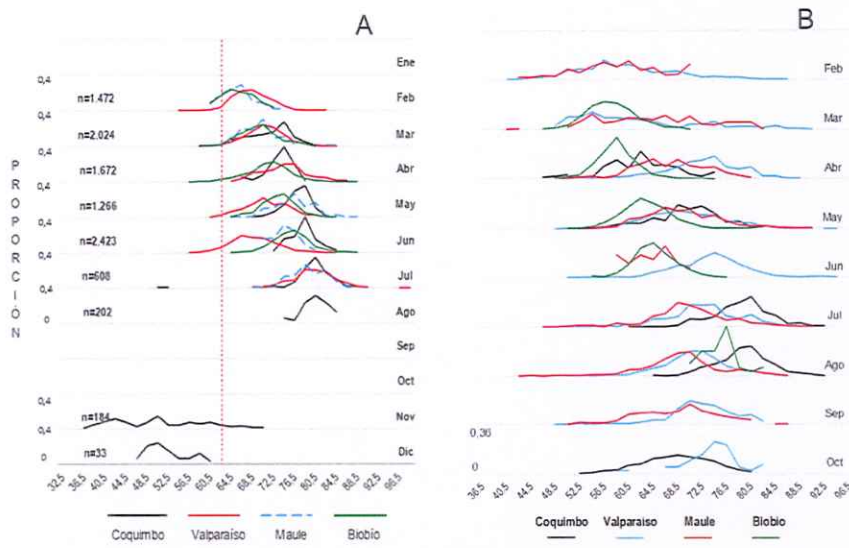 A
B
Ene
0,4
n=1.472
Feb
0,4
n=2.024
Mar
0,4
n=1.672
Abr
0,4
n=1.266
May
0,4
n=2.423
Jun
0,4
n=608
Jul
0,4
n=202
Ago
0
Sep
Oct
0,4
n=184
Nov
0,4
n=33
Dic
0
PROPORCIÓN
32,5 36,5 40,5 44,5 48,5 52,5 56,5 60,5 64,5 68,5 72,5 76,5 80,5 84,5 88,5 92,5 96,5
Coquimbo Valparaíso Maule Biobío
Feb
Mar
Abr
May
Jun
Jul
Ago
Sep
0,36
Oct
0
36,5 40,5 44,5 48,5 52,5 56,5 60,5 64,5 68,5 72,5 76,5 80,5 84,5 88,5 92,5 96,5
Coquimbo Valparaiso Maule Biobio